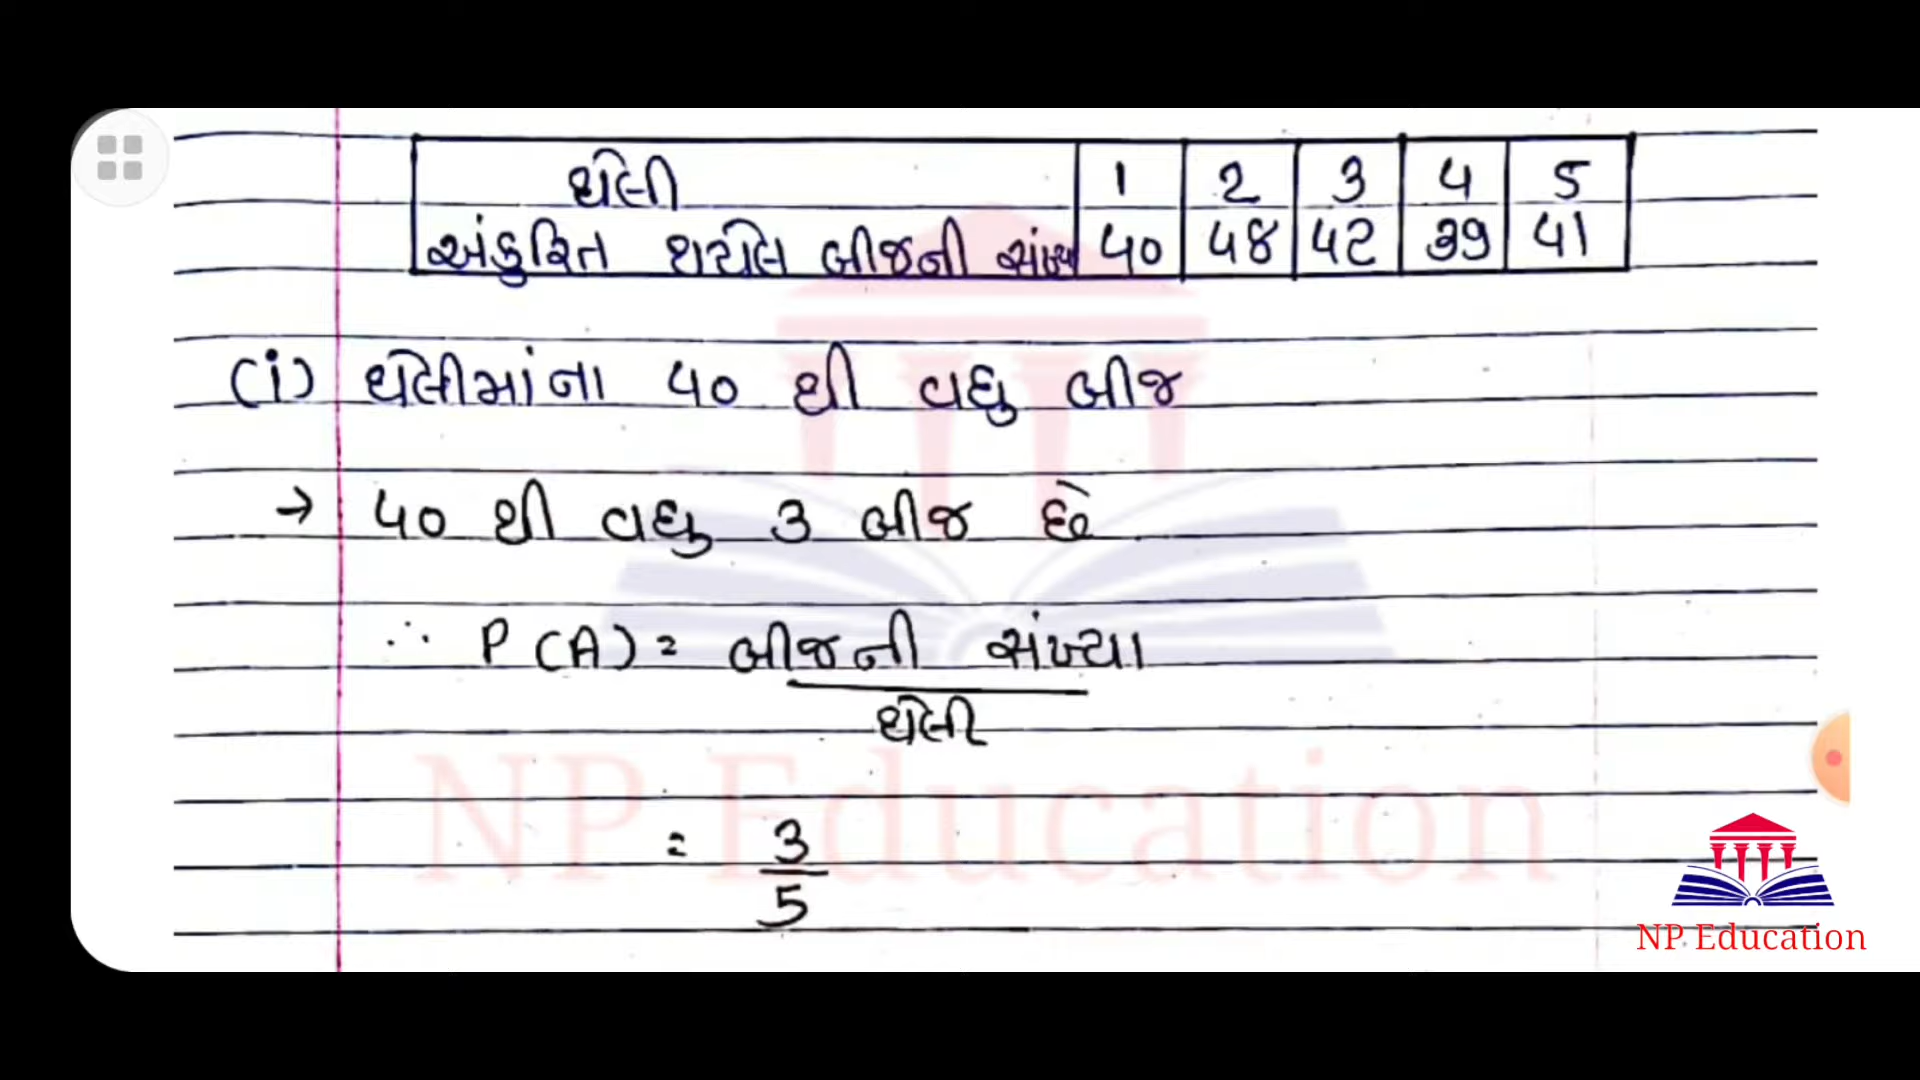 થેલી 1 2 3 4 5
અંકુરિત થયેલ બીજની સંખ્યા 40 48 42 39 41
(i) થેલીમાંના 40 થી વધુ બીજ
→ 40 થી વધુ 3 બીજ છે
∴ P(A) = બીજની સંખ્યા
થેલી
= 3
5
NP Education
NP Education